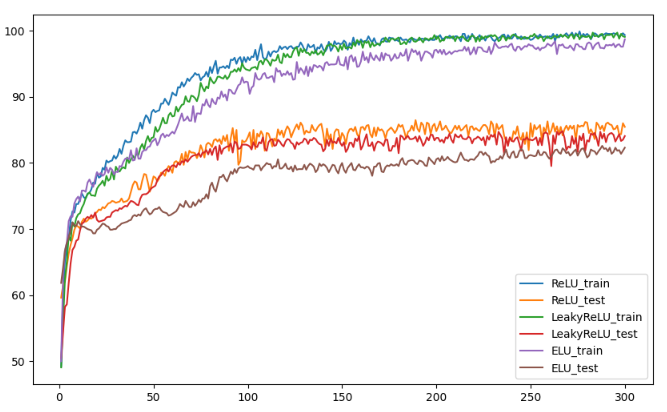 100
90
80
70
60
50
0 50 100 150 200 250 300
ReLU_train
ReLU_test
LeakyReLU_train
LeakyReLU_test
ELU_train
ELU_test